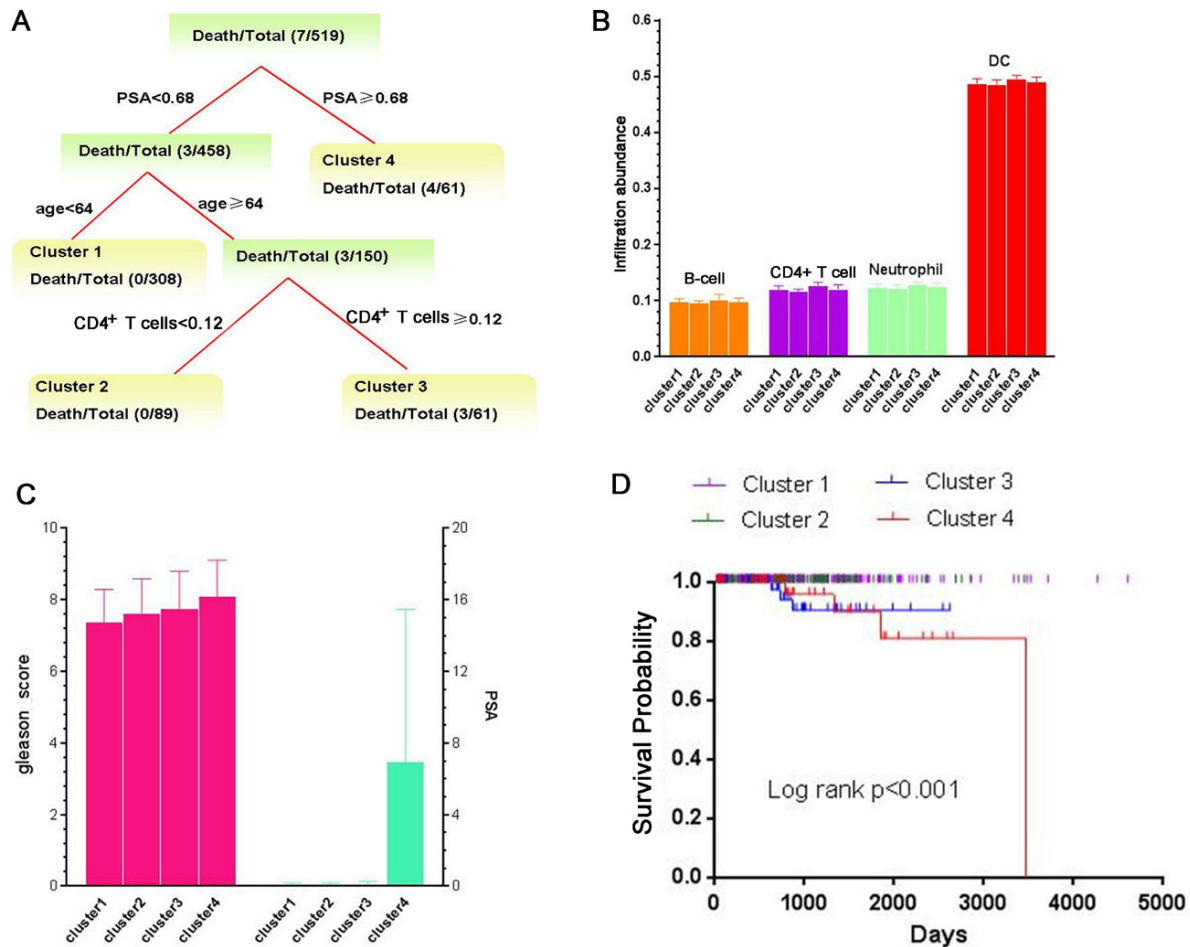 A
Death/Total (7/519)
PSA<0.68
PSA≥0.68
Death/Total (3/458)
Cluster 4
Death/Total (4/61)
age<64
age≥64
Cluster 1
Death/Total (0/308)
Death/Total (3/150)
CD4+ T cells<0.12
CD4+ T cells≥0.12
Cluster 2
Death/Total (0/89)
Cluster 3
Death/Total (3/61)
B
Infiltration abundance
0.6
0.5
0.4
0.3
0.2
0.1
0.0
B-cell
CD4+ T cell
Neutrophil
DC
cluster1 cluster2 cluster3 cluster4 cluster1 cluster2 cluster3 cluster4 cluster1 cluster2 cluster3 cluster4 cluster1 cluster2 cluster3 cluster4
C
gleason_score
10
8
6
4
2
0
20
16
12
8
4
0
PSA
cluster1 cluster2 cluster3 cluster4 cluster1 cluster2 cluster3 cluster4
D
Cluster 1 Cluster 3
Cluster 2 Cluster 4
Survival Probability
1.0
0.8
0.6
0.4
0.2
0.0
Log rank p<0.001
0 1000 2000 3000 4000 5000
Days